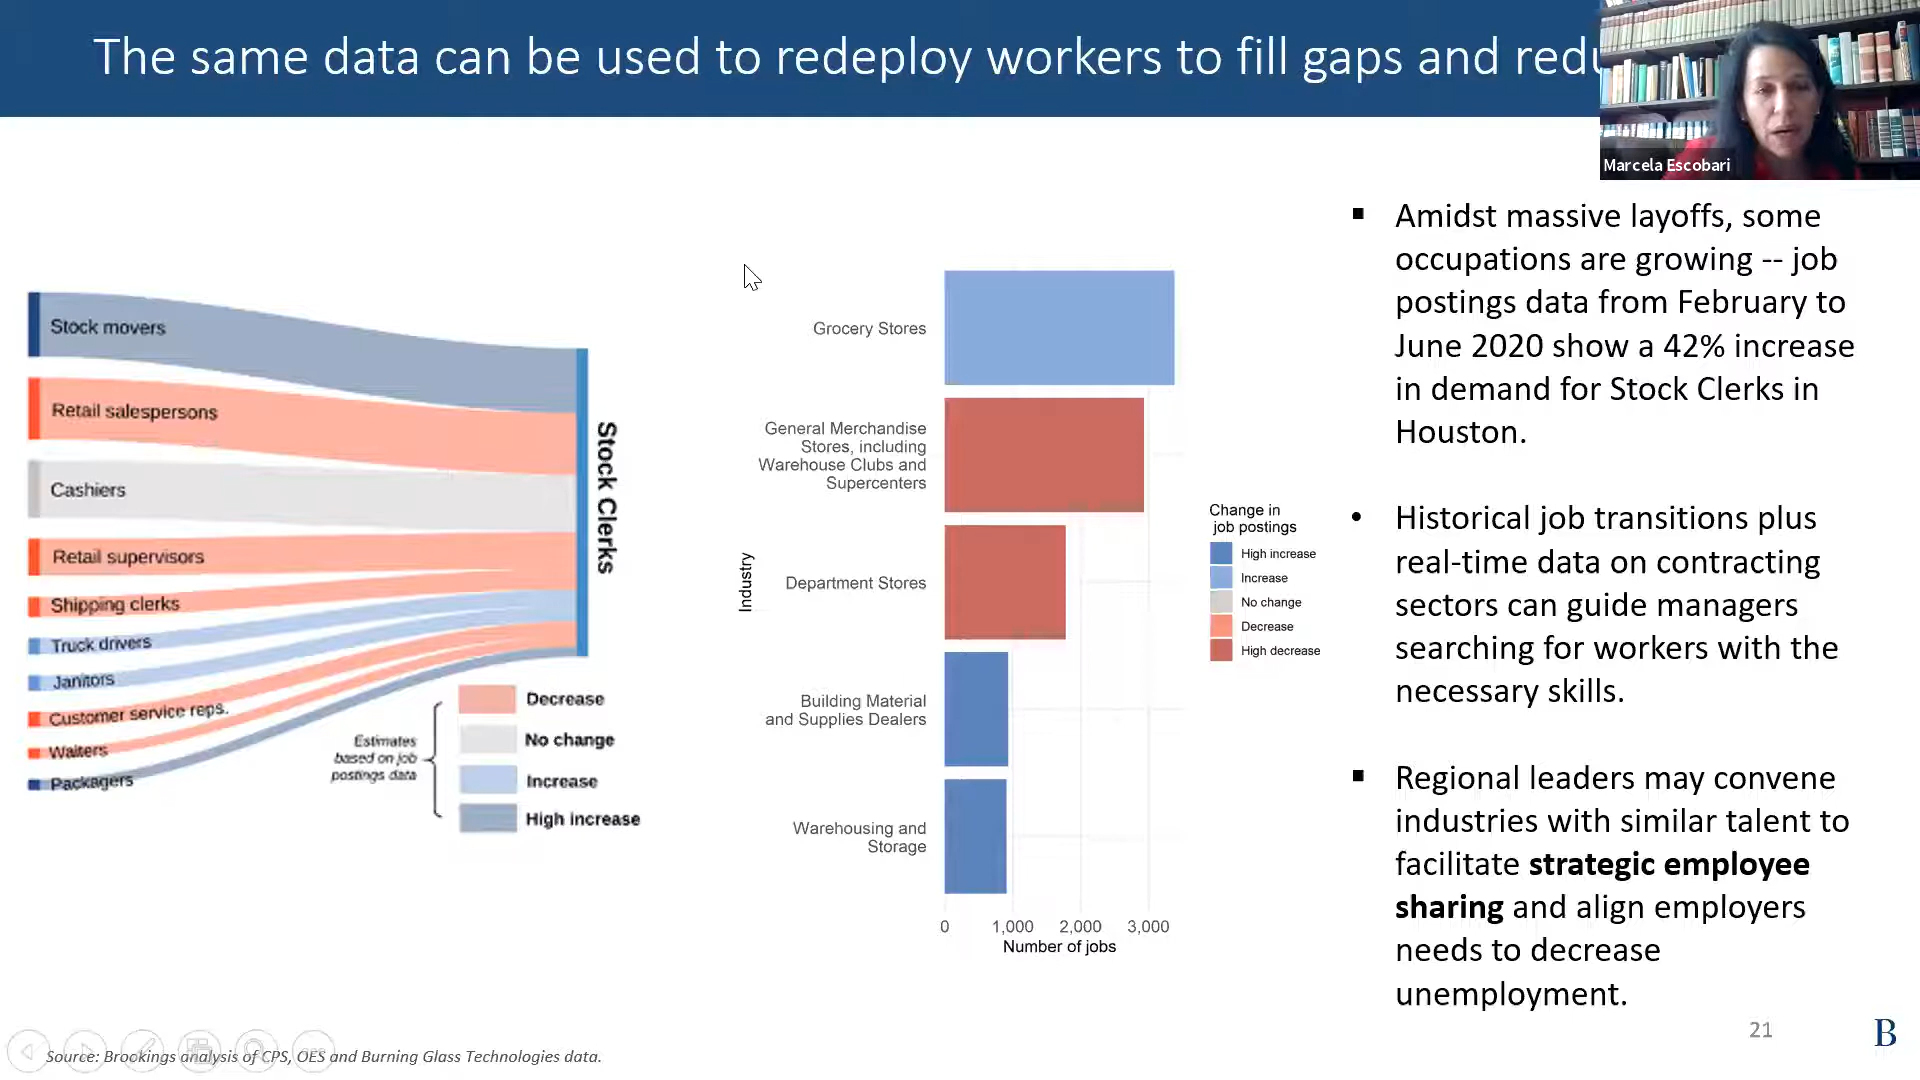 The same data can be used to redeploy workers to fill gaps and
Marcela Escobari
Stock movers
Retail salespersons
Cashiers
Retail supervisors
Shipping clerks
Truck drivers
Janitors
Customer service reps.
Waiters
Packagers
Stock Clerks
Estimates
based on job
postings data
Decrease
No change
Increase
High increase
Industry
Grocery Stores
General Merchandise
Stores, including
Warehouse Clubs and
Supercenters
Department Stores
Building Material
and Supplies Dealers
Warehousing and
Storage
0 1,000 2,000 3,000
Number of jobs
Change in
job postings
High increase
Increase
No change
Decrease
High decrease
▪ Amidst massive layoffs, some
occupations are growing -- job
postings data from February to
June 2020 show a 42% increase
in demand for Stock Clerks in
Houston.
• Historical job transitions plus
real-time data on contracting
sectors can guide managers
searching for workers with the
necessary skills.
▪ Regional leaders may convene
industries with similar talent to
facilitate strategic employee
sharing and align employers
needs to decrease
unemployment.
Source: Brookings analysis of CPS, OES and Burning Glass Technologies data.
21
B